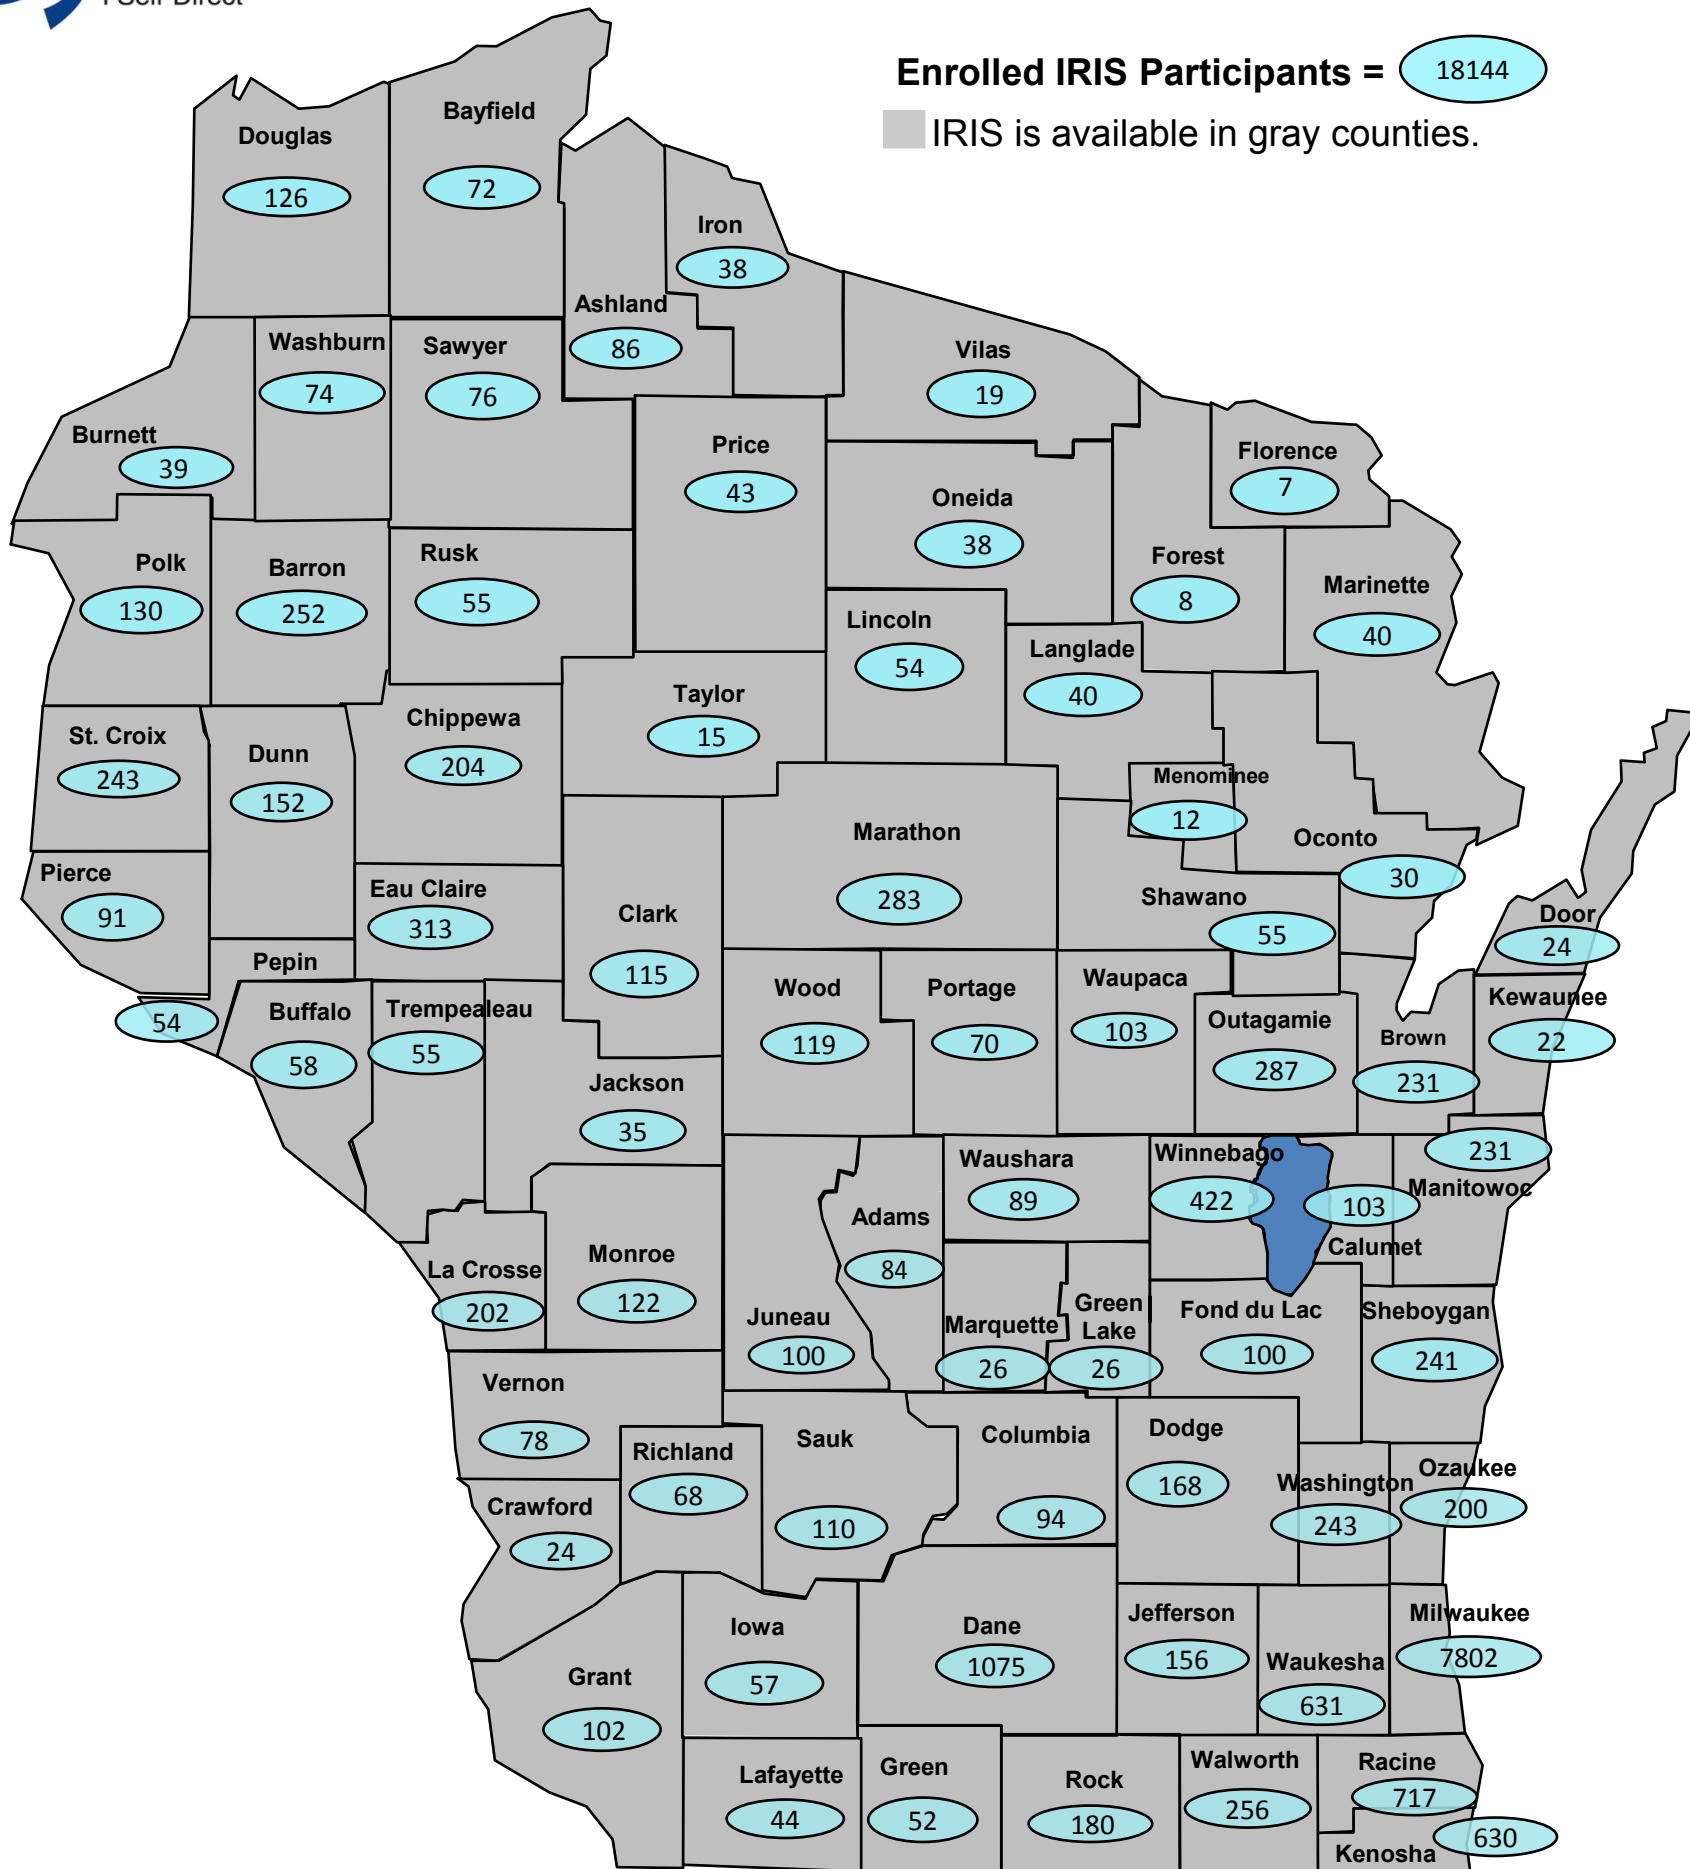 I Self-Direct
Enrolled IRIS Participants = 18144
IRIS is available in gray counties.
Douglas
126
Bayfield
72
Iron
38
Ashland
86
Washburn
74
Sawyer
76
Vilas
19
Burnett
39
Price
43
Florence
7
Oneida
38
Polk
130
Barron
252
Rusk
55
Forest
8
Marinette
40
Lincoln
54
Langlade
40
Taylor
15
St. Croix
243
Dunn
152
Chippewa
204
Menominee
12
Marathon
283
Oconto
30
Pierce
91
Eau Claire
313
Clark
115
Shawano
55
Door
24
Pepin
54
Buffalo
58
Trempealeau
55
Wood
119
Portage
70
Waupaca
103
Outagamie
287
Brown
231
Kewaunee
22
Jackson
35
Waushara
89
Winnebago
422
103
Calumet
231
Manitowoc
Adams
84
La Crosse
202
Monroe
122
Juneau
100
Marquette
26
Green
Lake
26
Fond du Lac
100
Sheboygan
241
Vernon
78
Richland
68
Sauk
110
Columbia
94
Dodge
168
Washington
243
Ozaukee
200
Crawford
24
Iowa
57
Dane
1075
Jefferson
156
Waukesha
631
Milwaukee
7802
Grant
102
Lafayette
44
Green
52
Rock
180
Walworth
256
Racine
717
630
Kenosha